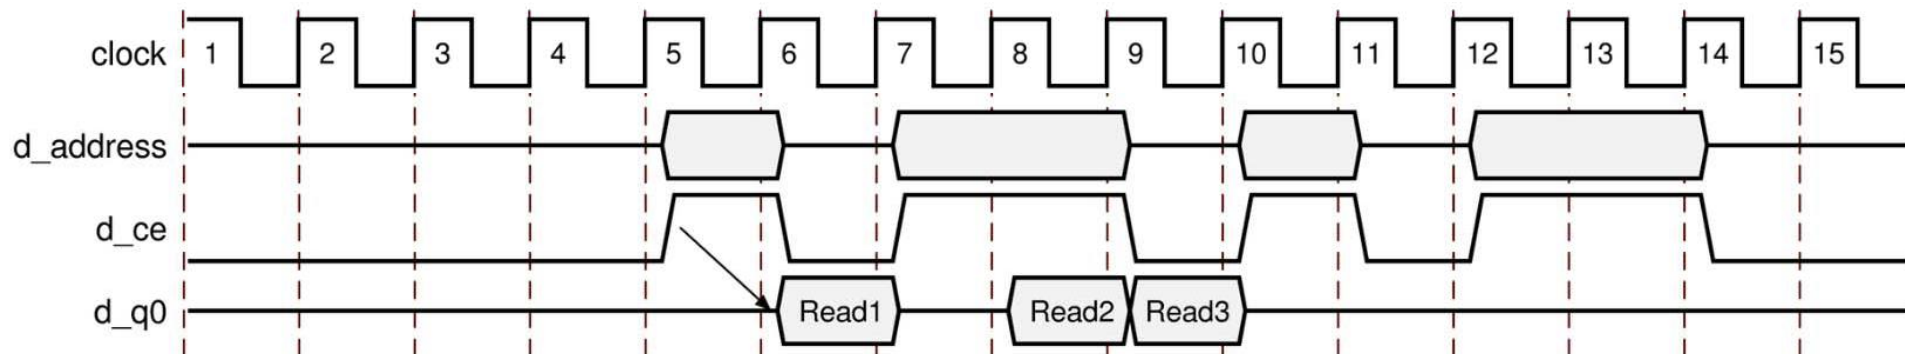 clock 1 2 3 4 5 6 7 8 9 10 11 12 13 14 15
d_address
d_ce
d_q0 Read1 Read2 Read3